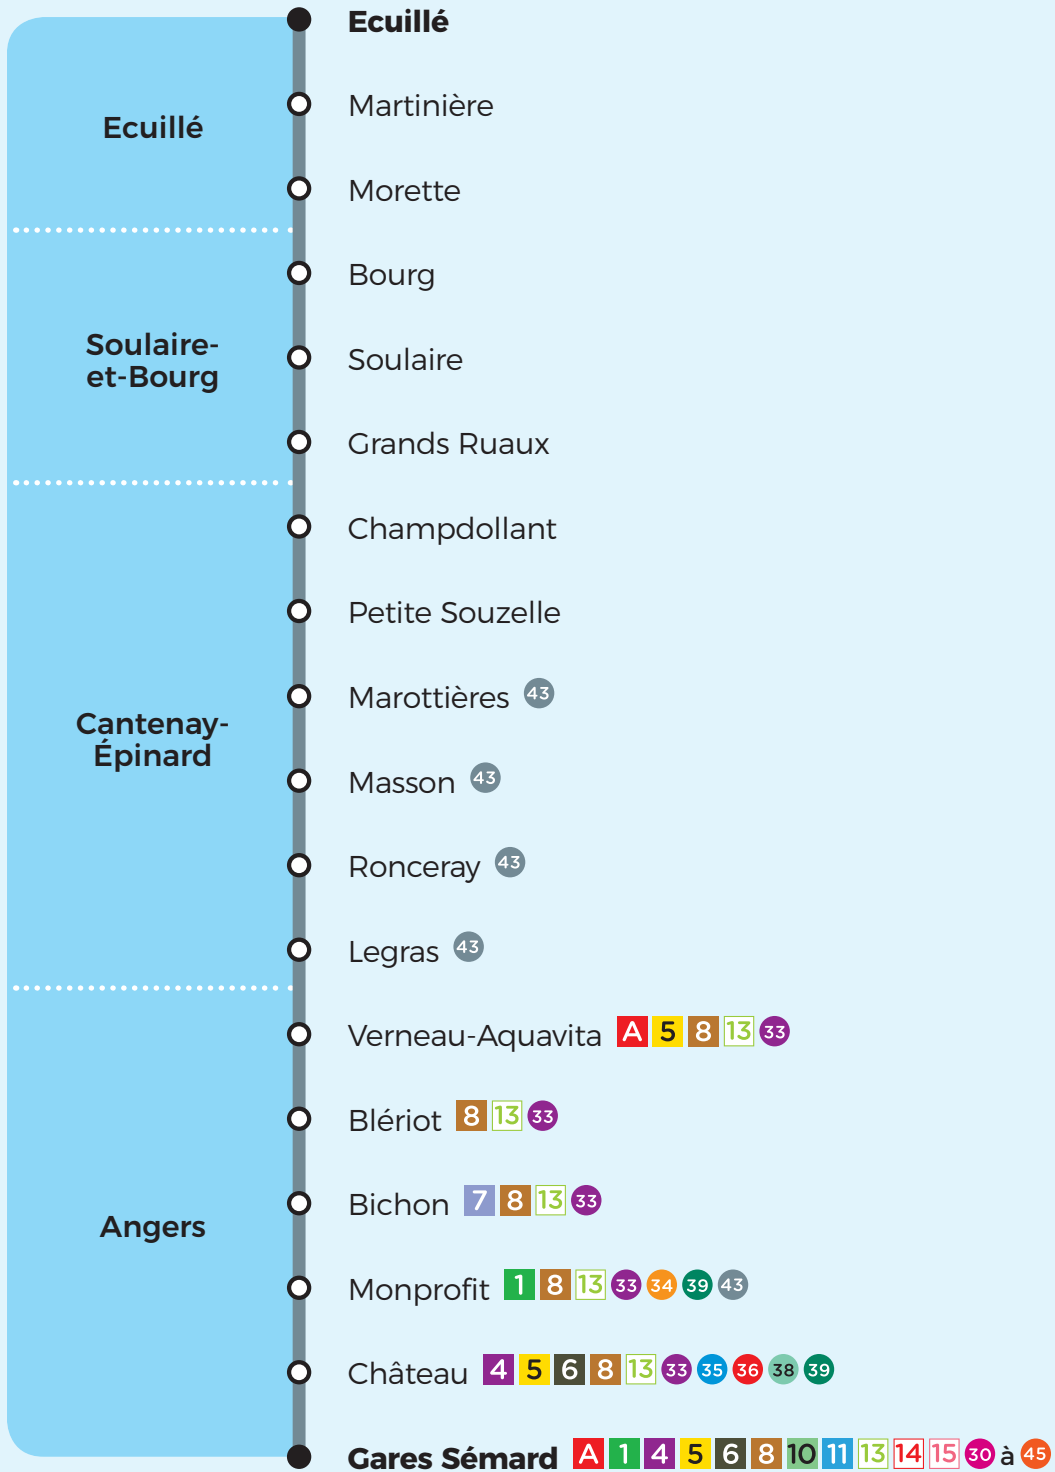 Ecuillé
Ecuillé
Martinière
Morette
Soulaire-
et-Bourg
Bourg
Soulaire
Grands Ruaux
Cantenay-
Épinard
Champdollant
Petite Souzelle
Marottières 43
Masson 43
Ronceray 43
Legras 43
Angers
Verneau-Aquavita A 5 8 13 33
Blériot 8 13 33
Bichon 7 8 13 33
Monprofit 1 8 13 33 34 39 43
Château 4 5 6 8 13 33 35 36 38 39
Gares Sémard A 1 4 5 6 8 10 11 13 14 15 30 à 45